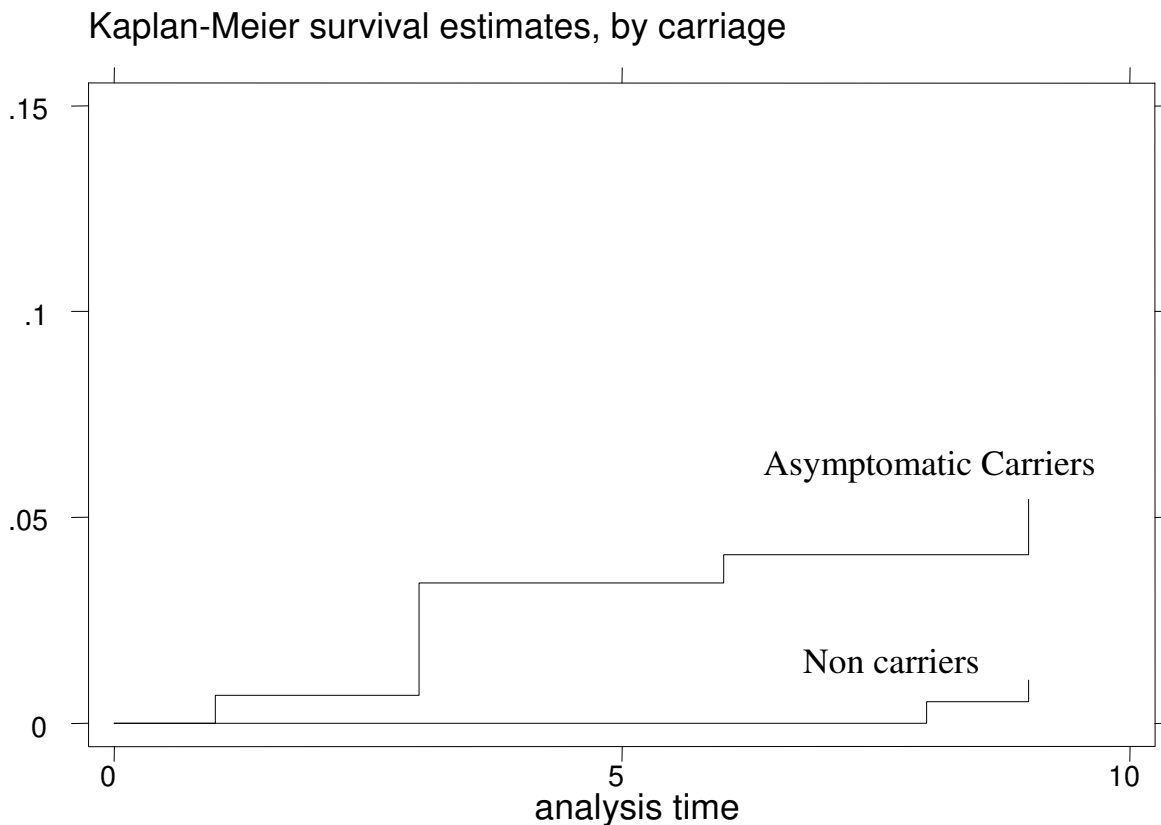 Kaplan-Meier survival estimates, by carriage
.15
.1
Asymptomatic Carriers
.05
Non carriers
0
0 5 10
analysis time